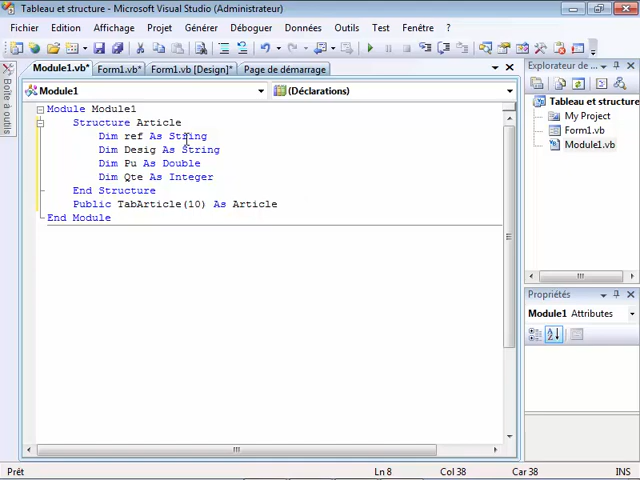 Tableau et structure - Microsoft Visual Studio (Administrateur)
Fichier Edition Affichage Projet Générer Déboguer Données Outils Test Fenêtre ?
Module1.vb* Form1.vb* Form1.vb [Design]* Page de démarrage
Explorateur de
Module1 (Déclarations)
Boîte à outils
Module Module1
Structure Article
Dim ref As String
Dim Desig As String
Dim Pu As Double
Dim Qte As Integer
End Structure
Public TabArticle(10) As Article
End Module
Tableau et structure
My Project
Form1.vb
Module1.vb
Propriétés
Module1 Attributes
Prêt Ln 8 Col 38 Car 38 INS